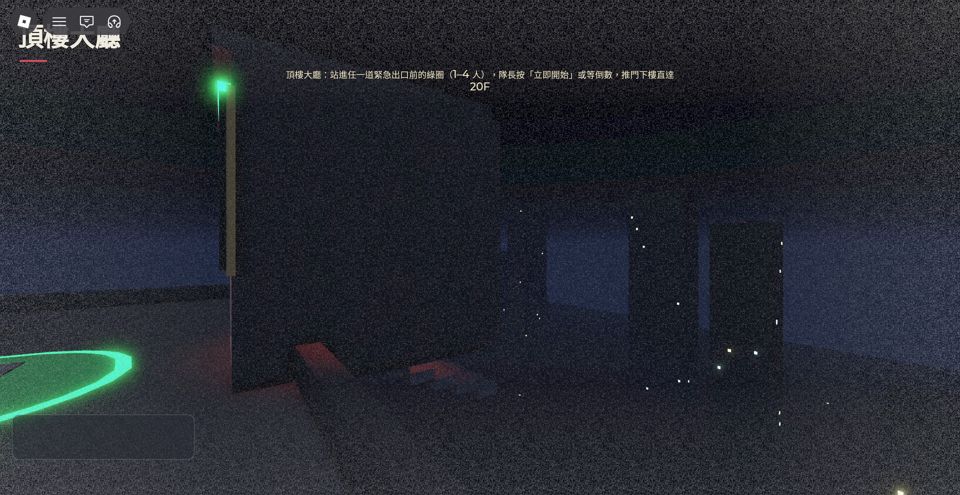 頂樓大廳
頂樓大廳：站進任一道緊急出口前的綠圈（1–4 人），隊長按「立即開始」或等倒數，推門下樓直達
20F